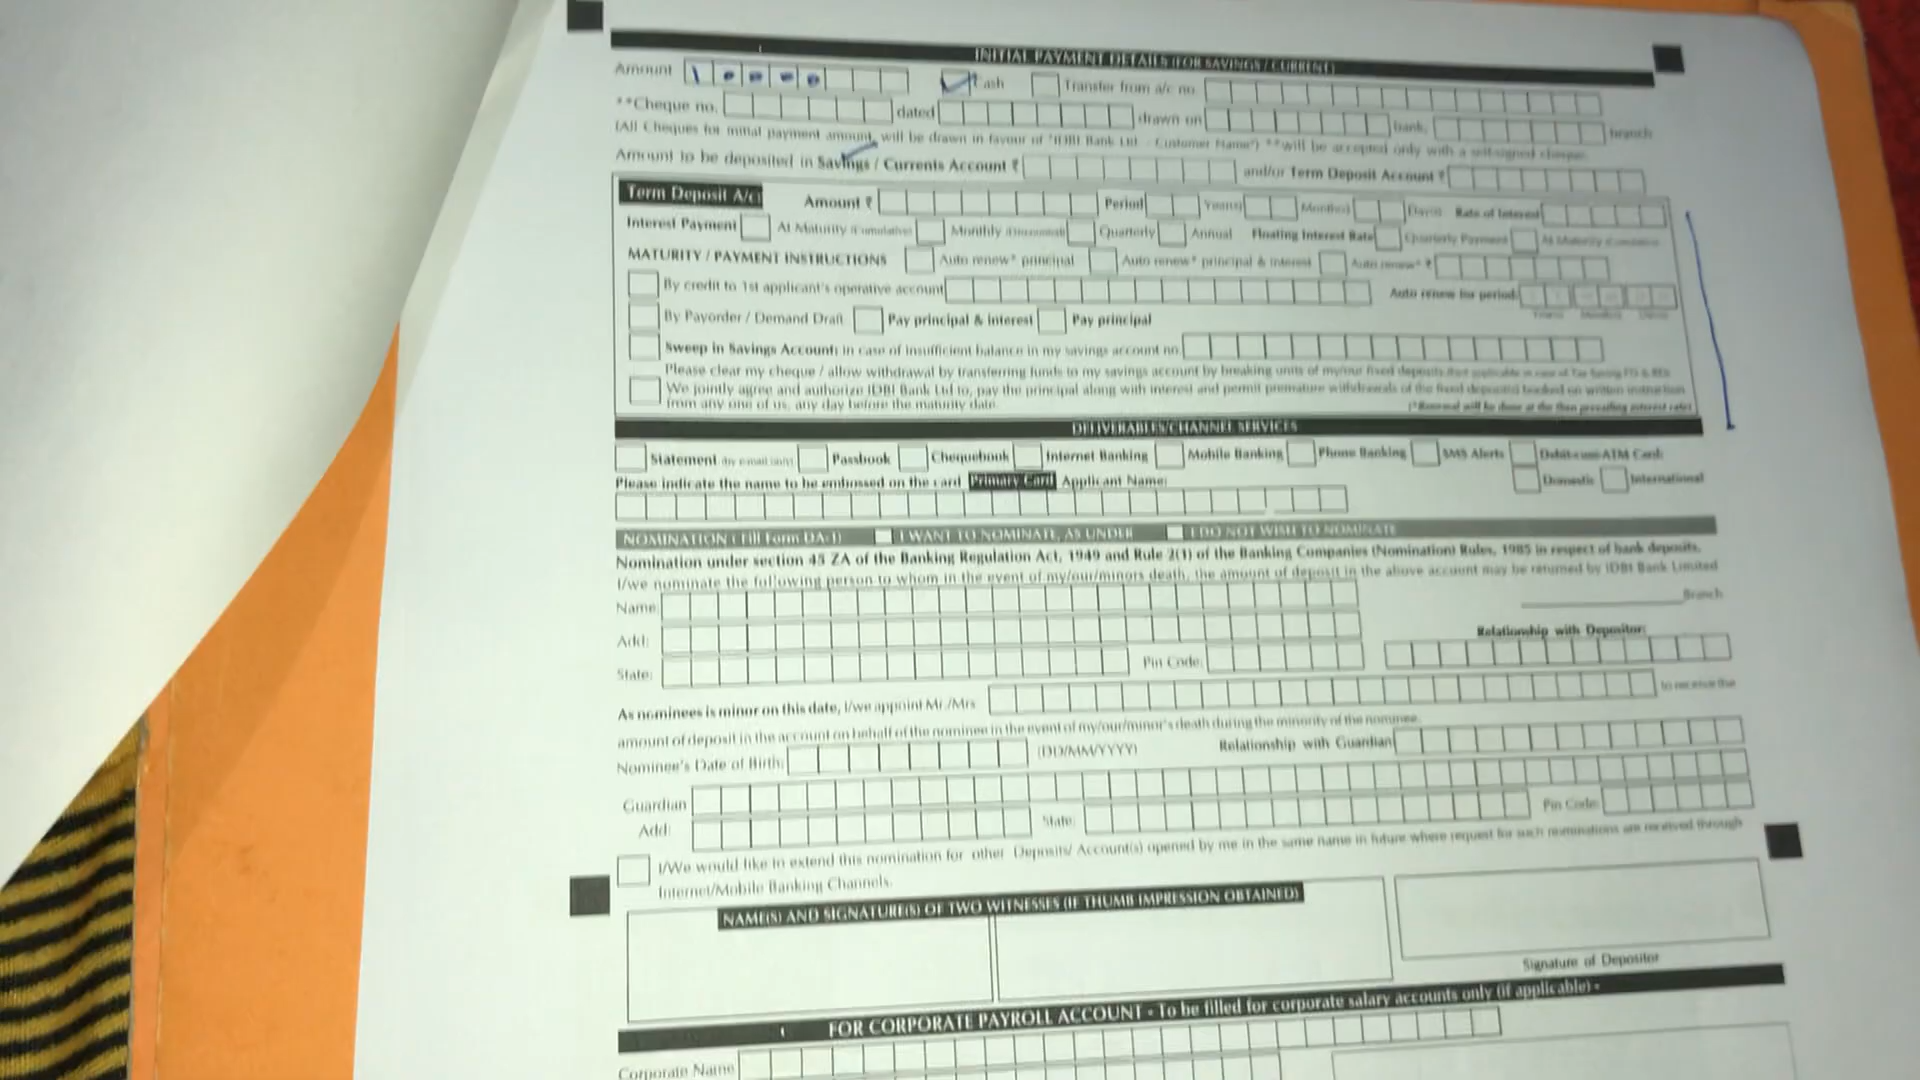 INITIAL PAYMENT DETAILS (FOR SAVINGS / CURRENT)
Amount 1 0 0 0 0 Cash Transfer from a/c no.
**Cheque no. dated drawn on bank, branch
(All Cheques for initial payment amount, will be drawn in favour of "IDBI Bank Ltd - Customer Name") **will be accepted only with a self-signed cheque.
Amount to be deposited in Savings / Currents Account ₹ and/or Term Deposit Account ₹
Term Deposit A/c) Amount ₹ Period Year(s) Month(s) Day(s) Rate of Interest
Interest Payment At Maturity (Cumulative) Monthly (Discounted) Quarterly Annual Floating Interest Rate Quarterly Payment At Maturity (Cumulative)
MATURITY / PAYMENT INSTRUCTIONS Auto renew* principal Auto renew* principal & interest Auto renew* ₹
By credit to 1st applicant's operative account Auto renew for period:
Years Months Days
By Payorder / Demand Draft Pay principal & interest Pay principal
Sweep in Savings Account: in case of insufficient balance in my savings account no
Please clear my cheque / allow withdrawal by transferring funds to my savings account by breaking units of my/our fixed deposits.
We jointly agree and authorize IDBI Bank Ltd to, pay the principal along with interest and permit premature withdrawals of the fixed deposit(s) booked on written instruction
from any one of us, any day before the maturity date. (*Renewal will be done at the then prevailing interest rate)
DELIVERABLES/CHANNEL SERVICES
Statement (by e-mail only) Passbook Chequebook Internet Banking Mobile Banking Phone Banking SMS Alerts Debit-cum-ATM Card:
Please indicate the name to be embossed on the card Primary Card Applicant Name: Domestic International
NOMINATION ( Fill Form DA-1) I WANT TO NOMINATE, AS UNDER I DO NOT WISH TO NOMINATE
Nomination under section 45 ZA of the Banking Regulation Act, 1949 and Rule 2(1) of the Banking Companies (Nomination) Rules, 1985 in respect of bank deposits.
I/we nominate the following person to whom in the event of my/our/minors death, the amount of deposit in the above account may be returned by IDBI Bank Limited
Name: Branch
Add: Relationship with Depositor:
State: Pin Code:
As nominees is minor on this date, I/we appoint Mr./Mrs to receive the
amount of deposit in the account on behalf of the nominee in the event of my/our/minor's death during the minority of the nominee.
Nominee's Date of Birth: (DD/MM/YYYY) Relationship with Guardian
Guardian
Add: State: Pin Code:
I/We would like to extend this nomination for other Deposits/ Account(s) opened by me in the same name in future where request for such nominations are received through
Internet/Mobile Banking Channels.
NAME(S) AND SIGNATURE(S) OF TWO WITNESSES (IF THUMB IMPRESSION OBTAINED)
Signature of Depositor
FOR CORPORATE PAYROLL ACCOUNT - To be filled for corporate salary accounts only (if applicable) -
Corporate Name